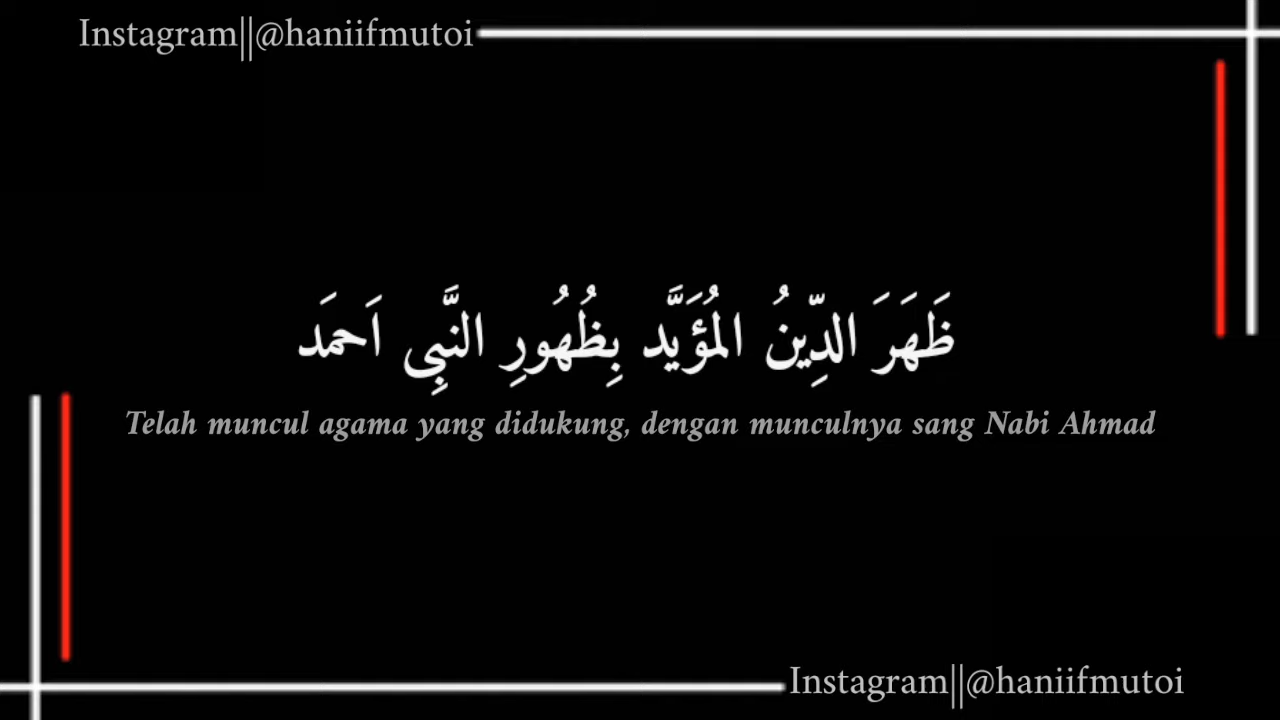 Instagram||@haniifmutoi
ظَهَرَ الدِّينُ المُؤَيَّد بِظُهُورِ النَّبِى اَحمَد
Telah muncul agama yang didukung, dengan munculnya sang Nabi Ahmad
Instagram||@haniifmutoi